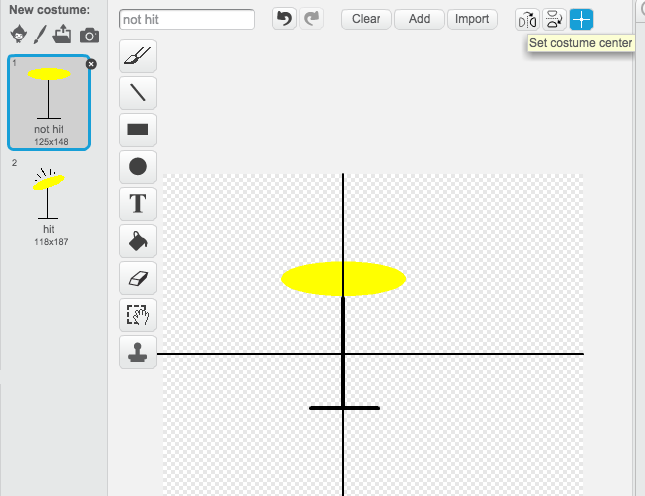 New costume:
not hit
Clear
Add
Import
Set costume center
1
not hit
125x148
2
hit
118x187
T